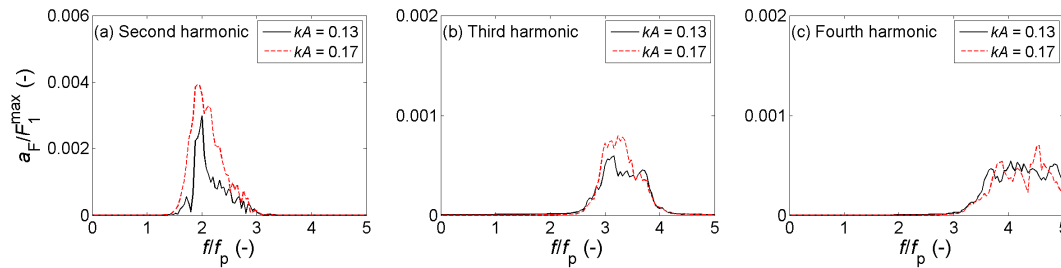 (a) Second harmonic
kA = 0.13
kA = 0.17
0.006
0.004
0.002
0
a_F/F_1^max (-)
0 1 2 3 4 5
f/f_p (-)
(b) Third harmonic
kA = 0.13
kA = 0.17
0.002
0.001
0
0 1 2 3 4 5
f/f_p (-)
(c) Fourth harmonic
kA = 0.13
kA = 0.17
0.002
0.001
0
0 1 2 3 4 5
f/f_p (-)